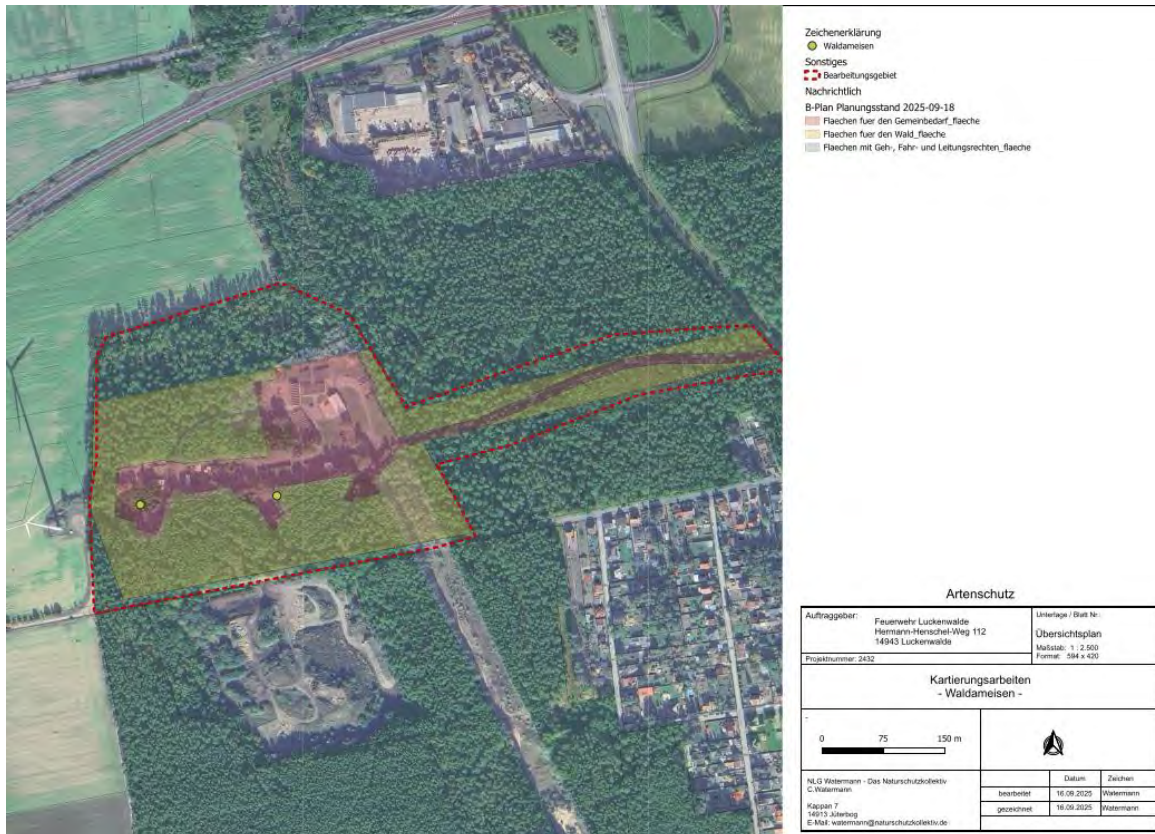 Zeichenerklärung
Waldameisen
Sonstiges
Bearbeitungsgebiet
Nachrichtlich
B-Plan Planungsstand 2025-09-18
Flaechen fuer den Gemeinbedarf_flaeche
Flaechen fuer den Wald_flaeche
Flaechen mit Geh-, Fahr- und Leitungsrechten_flaeche
Artenschutz
Auftraggeber:
Feuerwehr Luckenwalde
Hermann-Henschel-Weg 112
14943 Luckenwalde
Projektnummer: 2432
Unterlage / Blatt Nr.:
Übersichtsplan
Maßstab: 1 : 2.500
Format: 594 x 420
Kartierungsarbeiten
- Waldameisen -
-
0 75 150 m
NLG Watermann - Das Naturschutzkollektiv
C.Watermann
Kappan 7
14913 Jüterbog
E-Mail: watermann@naturschutzkollektiv.de
Datum Zeichen
bearbeitet 16.09.2025 Watermann
gezeichnet 16.09.2025 Watermann